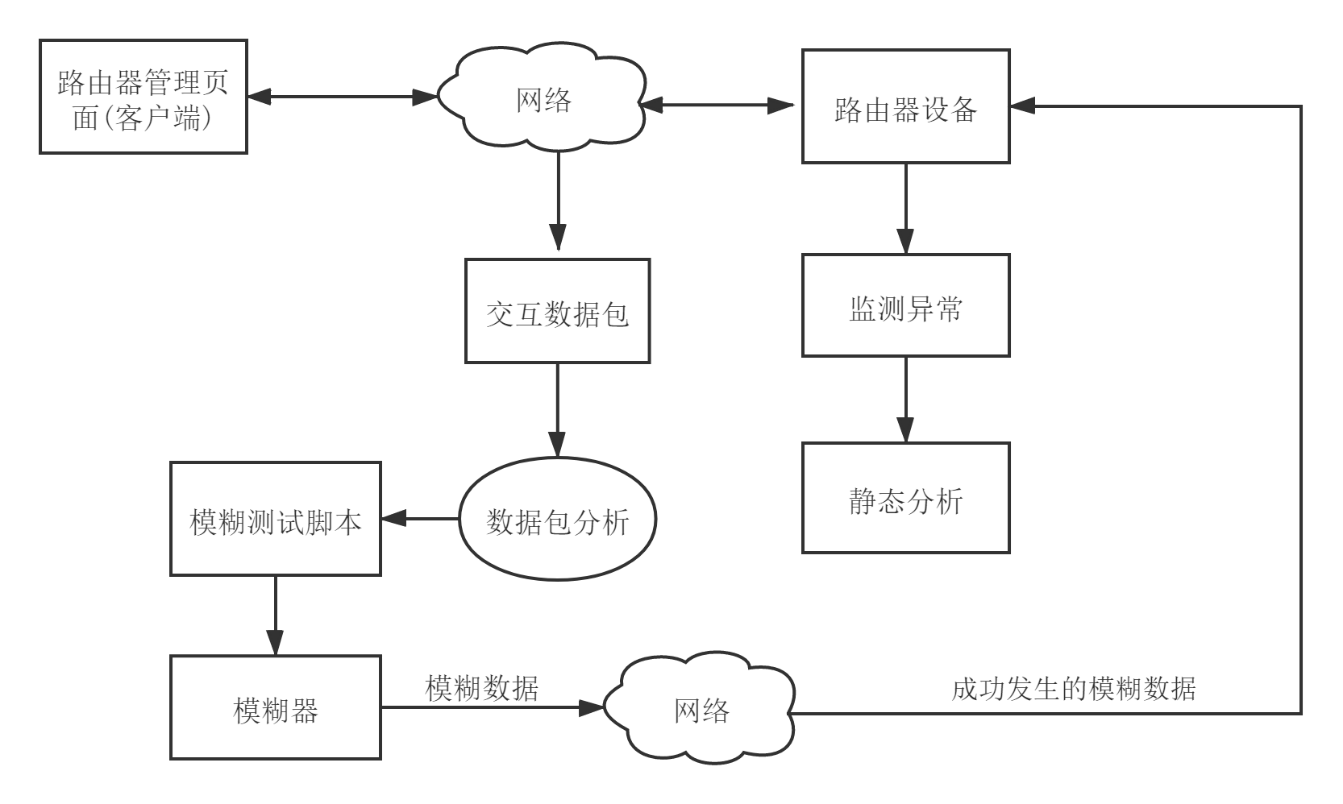 路由器管理页
面(客户端)
网络
路由器设备
交互数据包
监测异常
模糊测试脚本
数据包分析
静态分析
模糊器
模糊数据
网络
成功发生的模糊数据